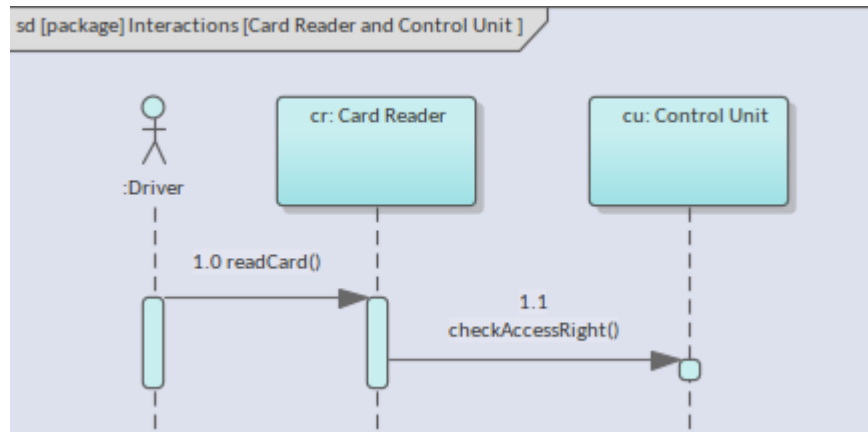 sd [package] Interactions [Card Reader and Control Unit ]
cr: Card Reader
cu: Control Unit
:Driver
1.0 readCard()
1.1
checkAccessRight()